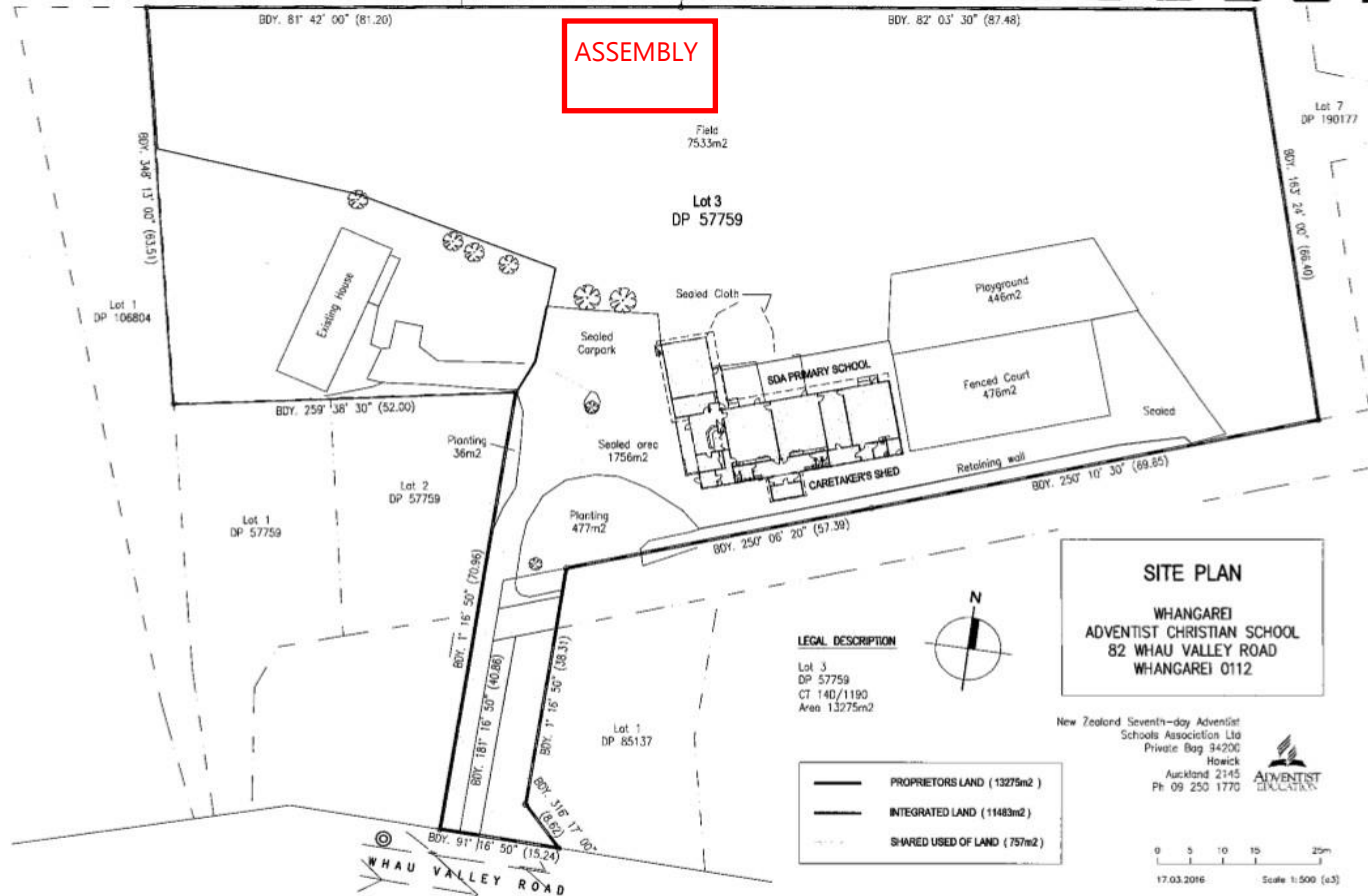 BDY. 81° 42' 00" (81.20)
BDY. 82 03' 30" (87.48)
ASSEMBLY
Field
7533m2
Lot 7
DP 190177
BDY. 348° 13' 00" (63.51)
BDY. 163° 24' 00" (66.40)
Lot 3
DP 57759
Existing House
Lot 1
DP 106804
Sealed Cloth
Playground
446m2
Sealed
Carpark
SDA PRIMARY SCHOOL
Fenced Court
476m2
BDY. 259° 38' 30" (52.00)
Sealed
Planting
36m2
Sealed area
1756m2
Retaining wall
CARETAKER'S SHED
BDY. 250° 10' 30" (69.85)
Lot 2
DP 57759
Lot 1
DP 57759
Planting
477m2
BDY. 250° 06' 20" (57.39)
BDY. 1° 16' 50" (70.96)
BDY. 181° 16' 50" (40.86)
BDY. 1° 16' 50" (38.31)
LEGAL DESCRIPTION
Lot 3
DP 57759
CT 14D/1190
Area 13275m2
N
SITE PLAN
WHANGAREI
ADVENTIST CHRISTIAN SCHOOL
82 WHAU VALLEY ROAD
WHANGAREI 0112
Lot 1
DP 85137
New Zealand Seventh-day Adventist
Schools Association Ltd
Private Bag 94200
Howick
Auckland 2145
Ph 09 250 1770
ADVENTIST
EDUCATION
PROPRIETORS LAND (13275m2)
INTEGRATED LAND (11483m2)
SHARED USED OF LAND (757m2)
BDY. 316° 17' 00"
(8.62)
BDY. 91° 16' 50" (15.24)
WHAU VALLEY ROAD
0 5 10 15 25m
17.03.2016 Scale 1:500 (a3)